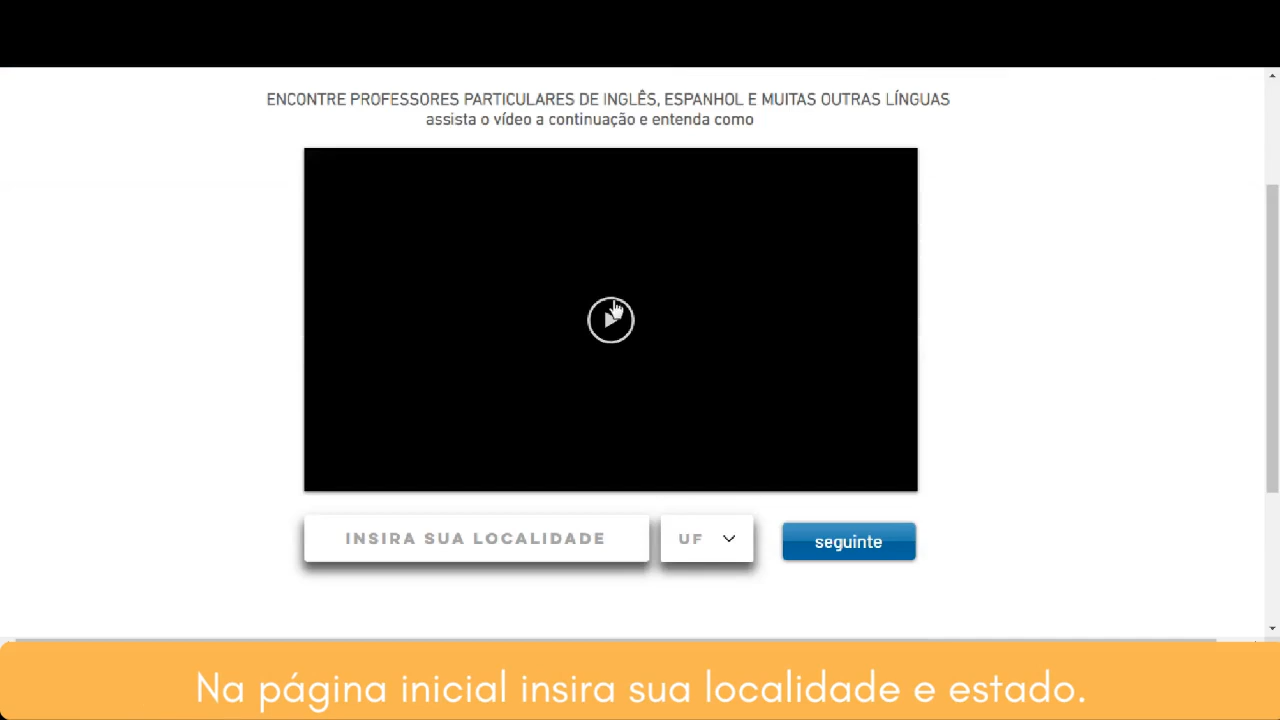 ENCONTRE PROFESSORES PARTICULARES DE INGLÊS, ESPANHOL E MUITAS OUTRAS LÍNGUAS
assista o vídeo a continuação e entenda como
INSIRA SUA LOCALIDADE UF seguinte
Na página inicial insira sua localidade e estado.